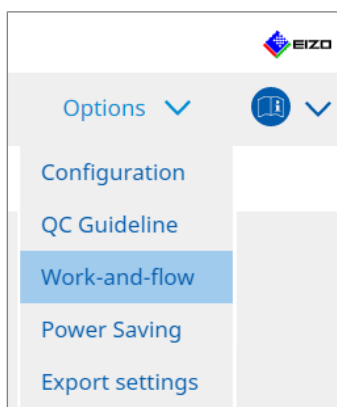 EIZO
Options
Configuration
QC Guideline
Work-and-flow
Power Saving
Export settings